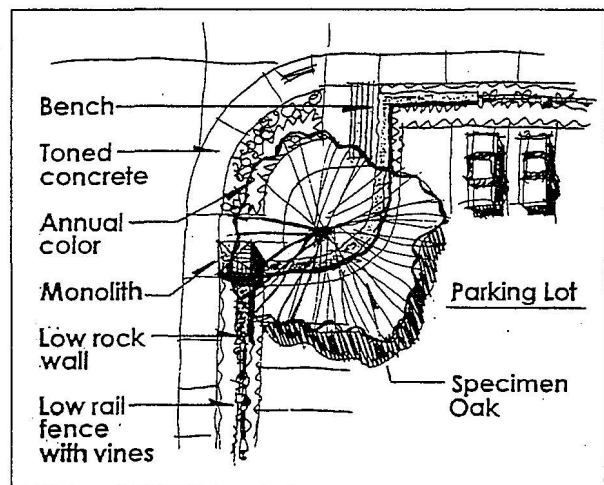 Bench
Toned
concrete
Annual
color
Monolith
Low rock
wall
Low rail
fence
with vines
Parking Lot
Specimen
Oak